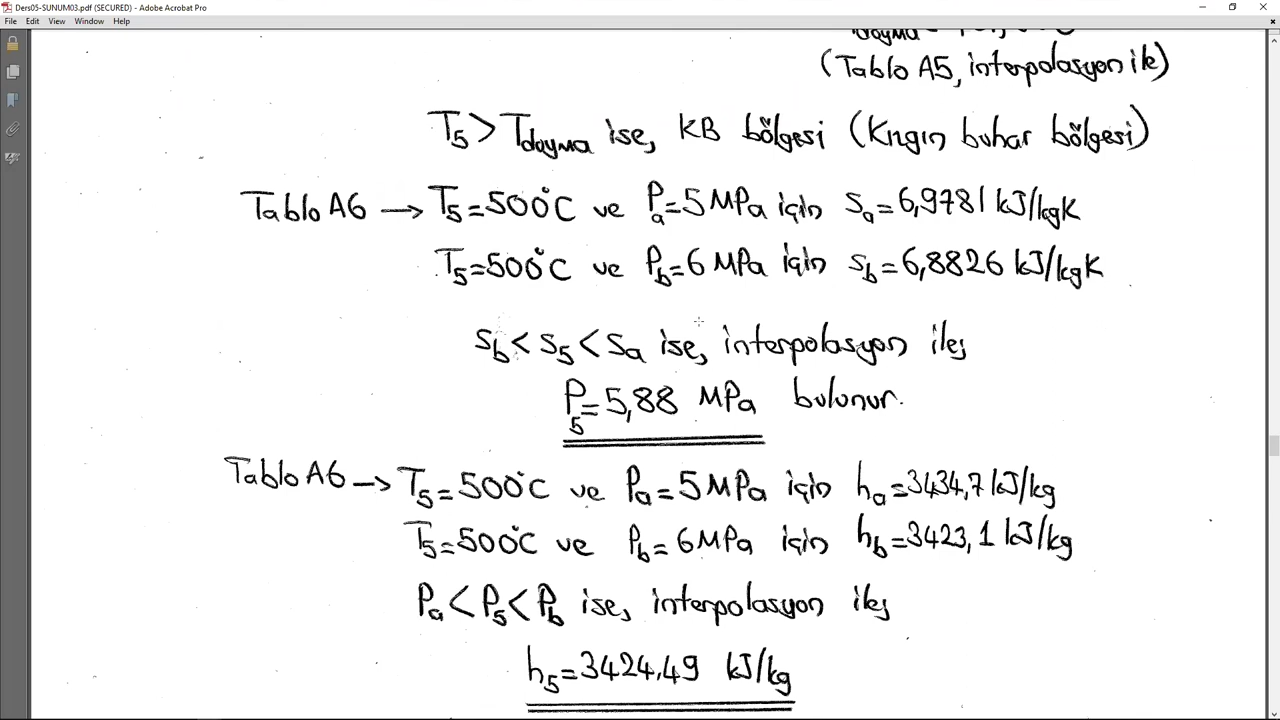 Ders05-SUNUM03.pdf (SECURED) - Adobe Acrobat Pro
File Edit View Window Help
(Tablo A5, interpolasyon ile)
T5 > Tdoyma ise, KB bölgesi (Kızgın buhar bölgesi)
Tablo A6 → T5=500°C ve Pa=5 MPa için sa=6,9781 kJ/kgK
T5=500°C ve Pb=6 MPa için sb=6,8826 kJ/kgK
sb < s5 < sa ise, interpolasyon ile;
P5=5,88 MPa bulunur.
Tablo A6 → T5=500°C ve Pa=5 MPa için ha=3434,7 kJ/kg
T5=500°C ve Pb=6 MPa için hb=3423,1 kJ/kg
Pa < P5 < Pb ise, interpolasyon ile;
h5=3424,49 kJ/kg